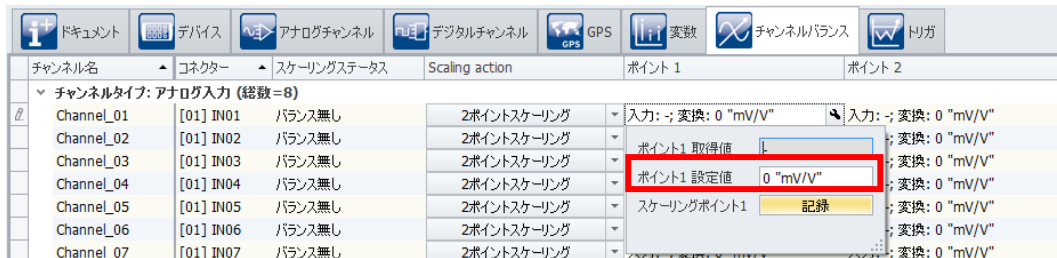 ドキュメント デバイス アナログチャンネル デジタルチャンネル GPS GPS 変数 チャンネルバランス トリガ
チャンネル名 コネクター スケーリングステータス Scaling action ポイント 1 ポイント 2
チャンネルタイプ: アナログ入力 (総数=8)
Channel_01 [01] IN01 バランス無し 2ポイントスケーリング 入力: -; 変換: 0 "mV/V" 入力: -; 変換: 0 "mV/V"
Channel_02 [01] IN02 バランス無し 2ポイントスケーリング -; 変換: 0 "mV/V"
ポイント1 取得値 -
Channel_03 [01] IN03 バランス無し 2ポイントスケーリング -; 変換: 0 "mV/V"
ポイント1 設定値 0 "mV/V"
Channel_04 [01] IN04 バランス無し 2ポイントスケーリング -; 変換: 0 "mV/V"
Channel_05 [01] IN05 バランス無し 2ポイントスケーリング -; 変換: 0 "mV/V"
スケーリングポイント1 記録
Channel_06 [01] IN06 バランス無し 2ポイントスケーリング -; 変換: 0 "mV/V"
Channel_07 [01] IN07 バランス無し 2ポイントスケーリング -; 変換: 0 "mV/V"